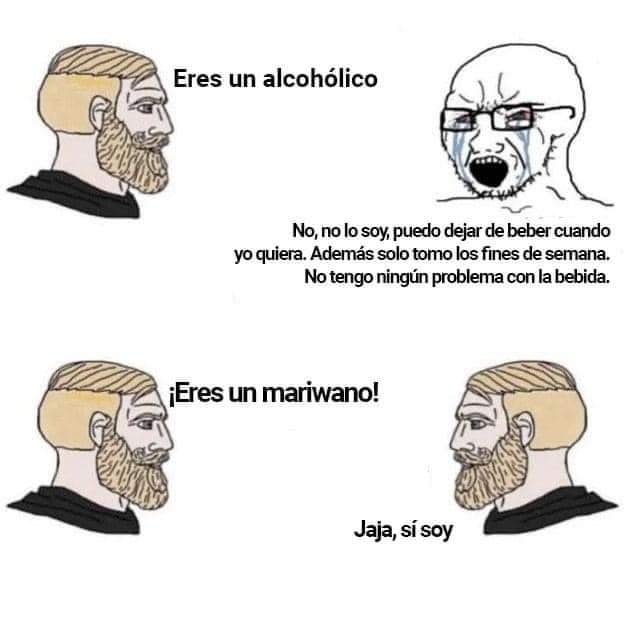 Eres un alcohólico
No, no lo soy, puedo dejar de beber cuando
yo quiera. Además solo tomo los fines de semana.
No tengo ningún problema con la bebida.
¡Eres un mariwano!
Jaja, sí soy